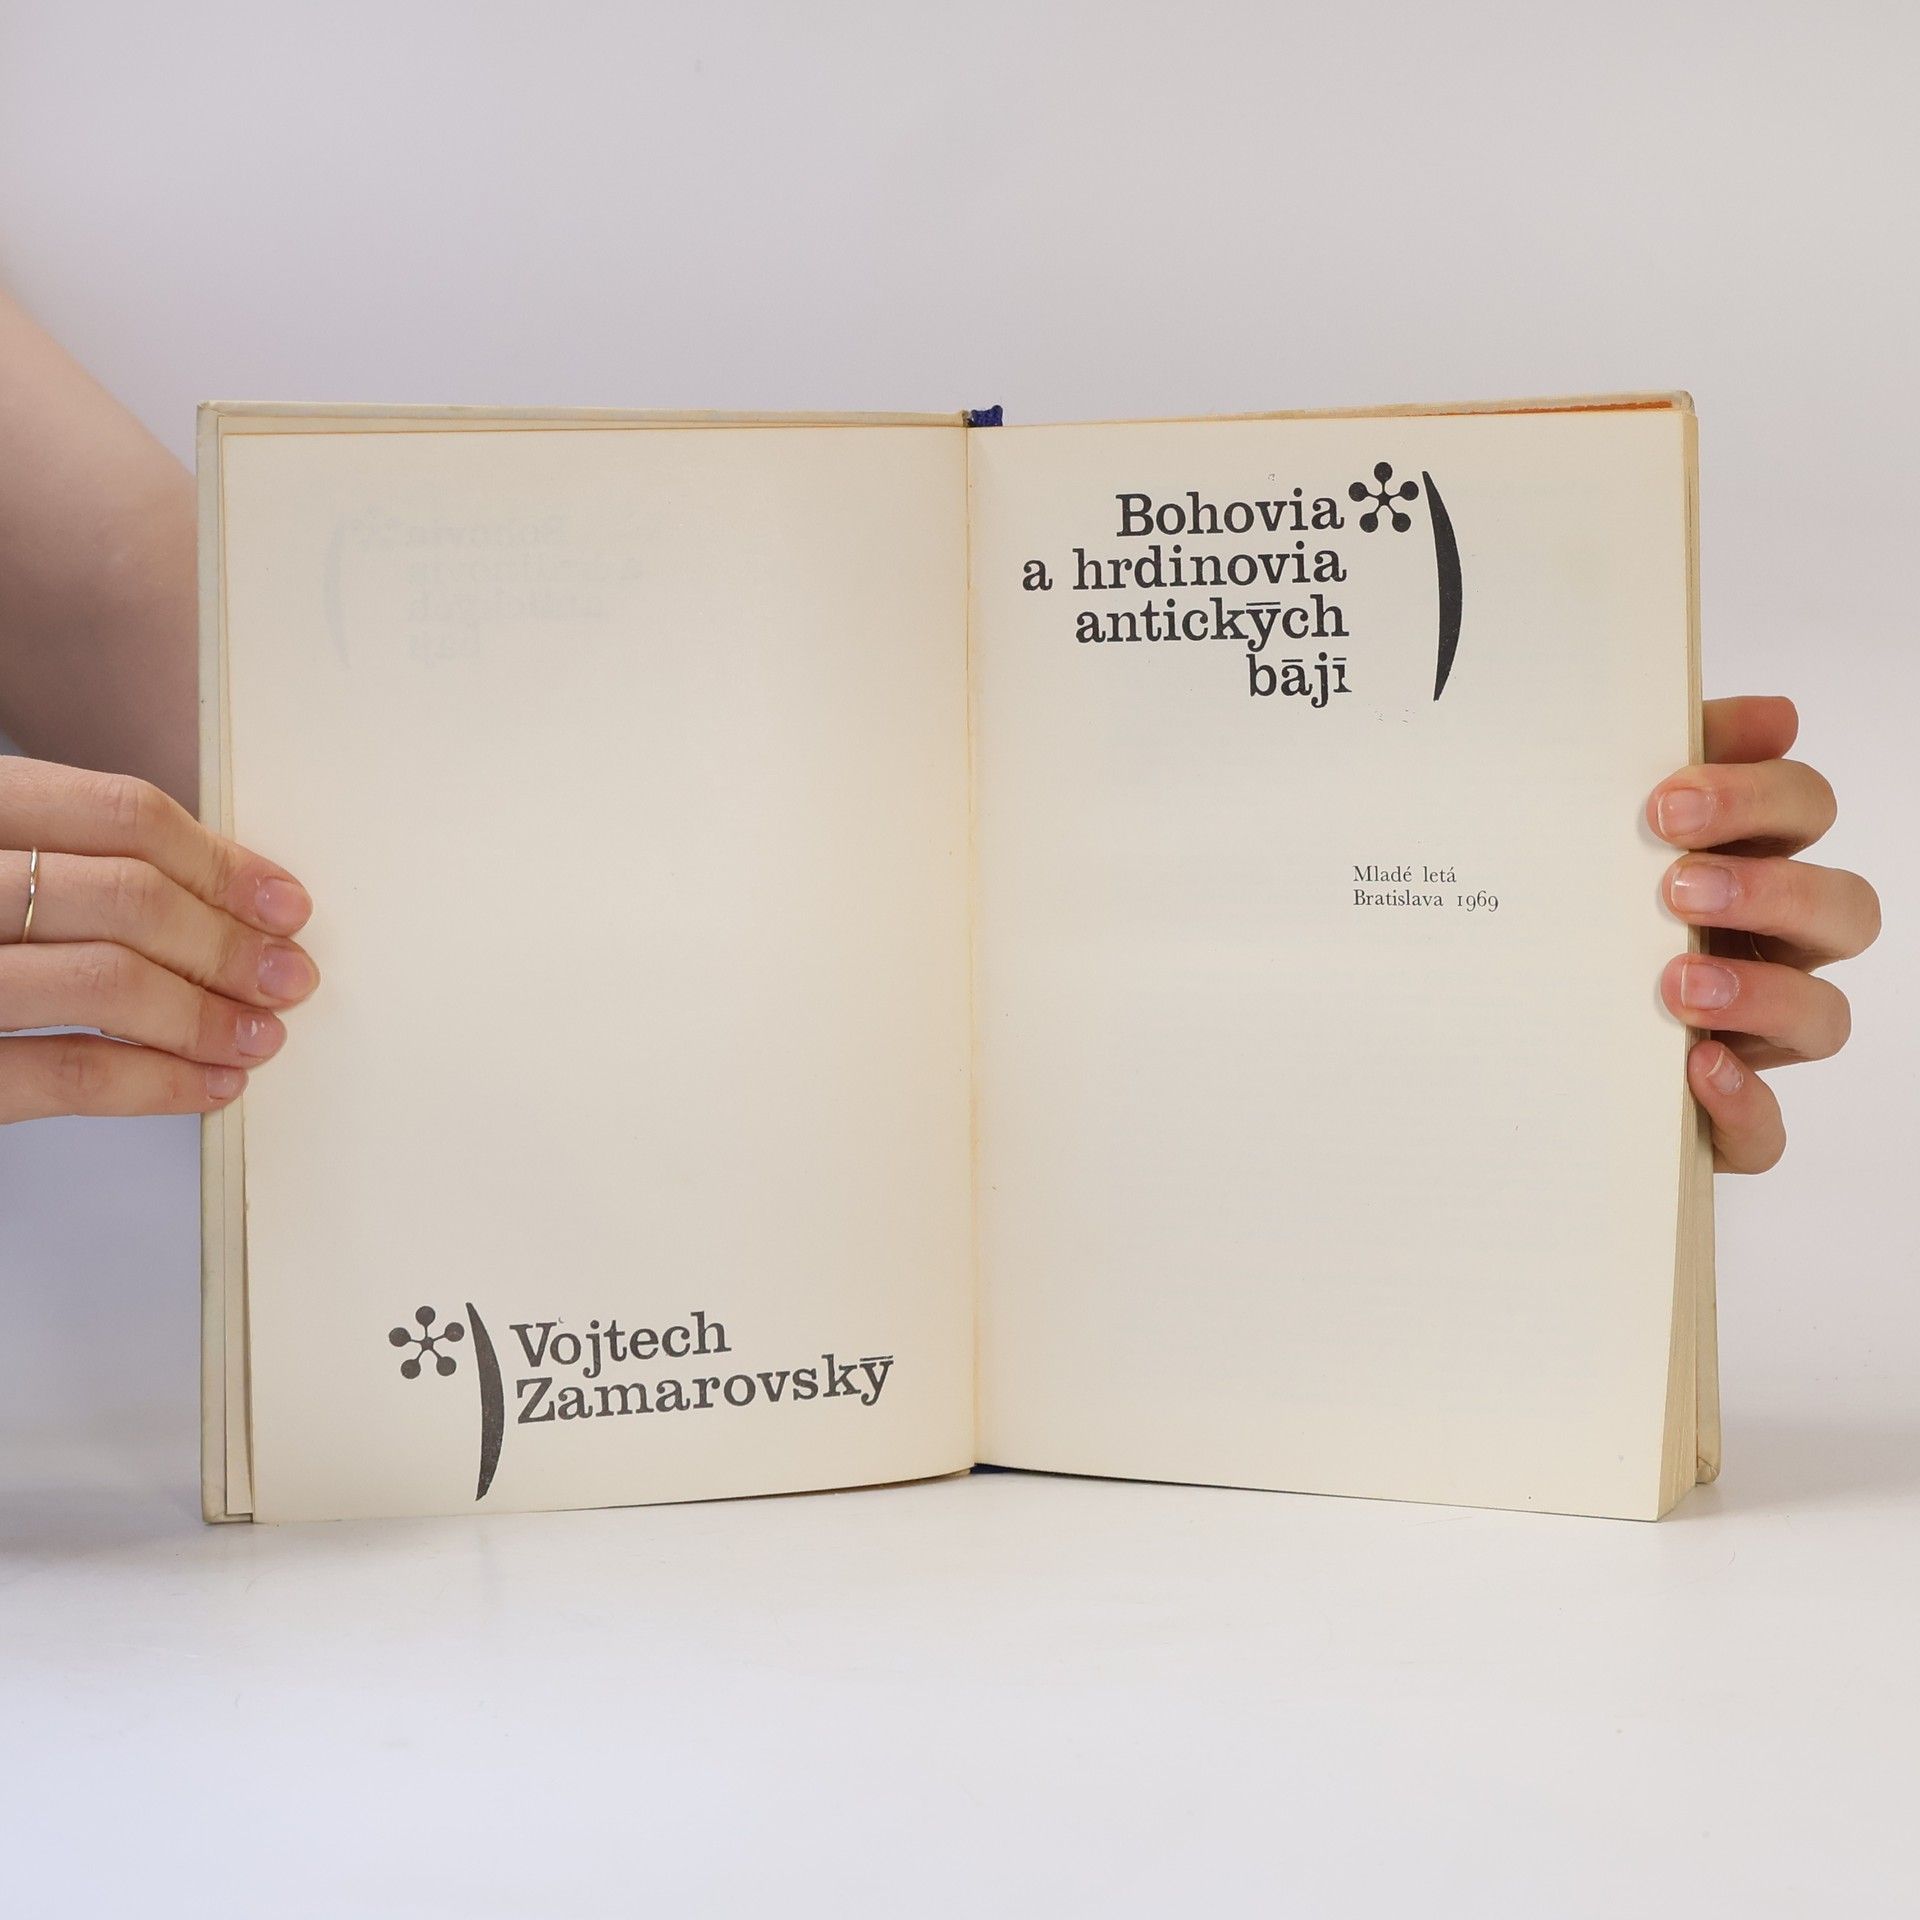 Vojtech
Zamarovský
Bohovia
a hrdinovia
antických
bájí
Mladé letá
Bratislava 1969